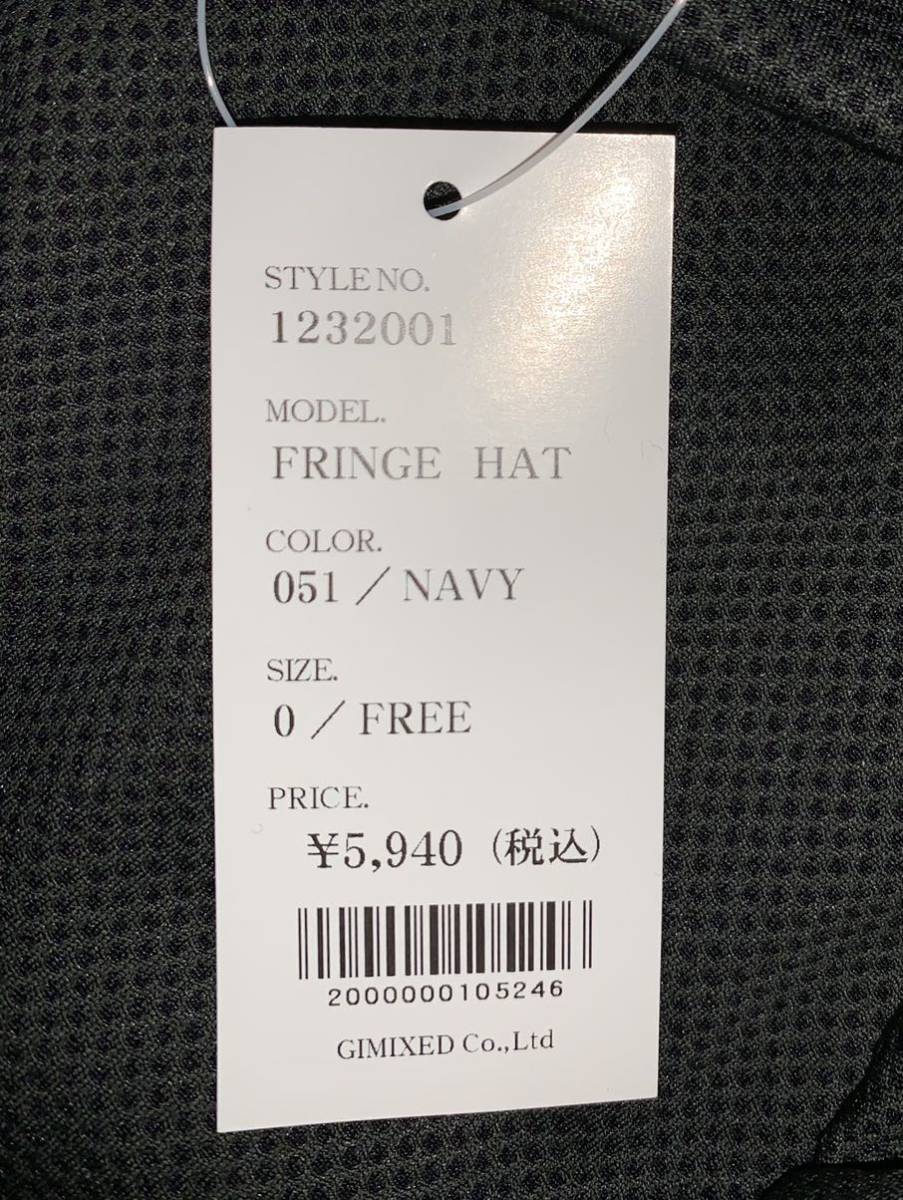 STYLE NO.
1232001
MODEL.
FRINGE HAT
COLOR.
051／NAVY
SIZE.
0／FREE
PRICE.
¥5,940（税込）
2000000105246
GIMIXED Co.,Ltd